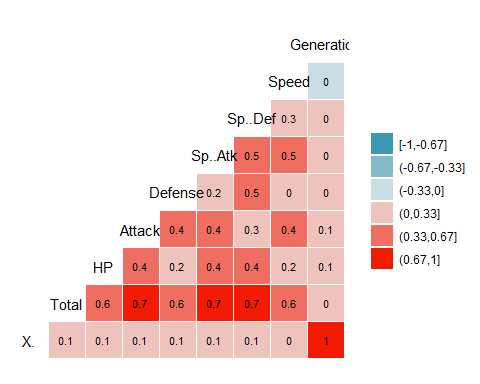 Generatio
Speed 0
Sp..Def 0.3 0
Sp..Atk 0.5 0.5 0
Defense 0.2 0.5 0 0
Attack 0.4 0.4 0.3 0.4 0.1
HP 0.4 0.2 0.4 0.4 0.2 0.1
Total 0.6 0.7 0.6 0.7 0.7 0.6 0
X. 0.1 0.1 0.1 0.1 0.1 0.1 0 1
[-1,-0.67]
(-0.67,-0.33]
(-0.33,0]
(0,0.33]
(0.33,0.67]
(0.67,1]